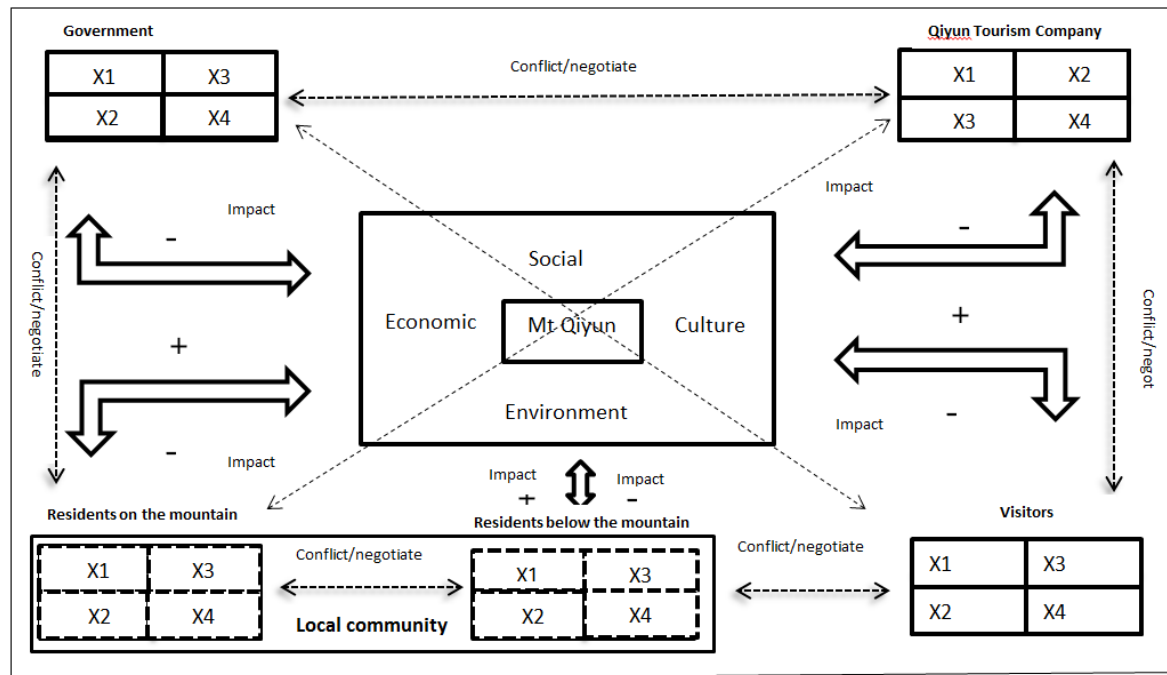 Government
Qiyun Tourism Company
X1 X3
X2 X4
Conflict/negotiate
X1 X2
X3 X4
Impact
-
Impact
-
Conflict/negotiate
Social
Economic
Mt Qiyun
Culture
Environment
+
+
Conflict/negot
-
Impact
Impact
-
Impact
+
Impact
-
Residents on the mountain
Residents below the mountain
Visitors
X1 X3
X2 X4
Conflict/negotiate
X1 X3
X2 X4
Local community
Conflict/negotiate
X1 X3
X2 X4